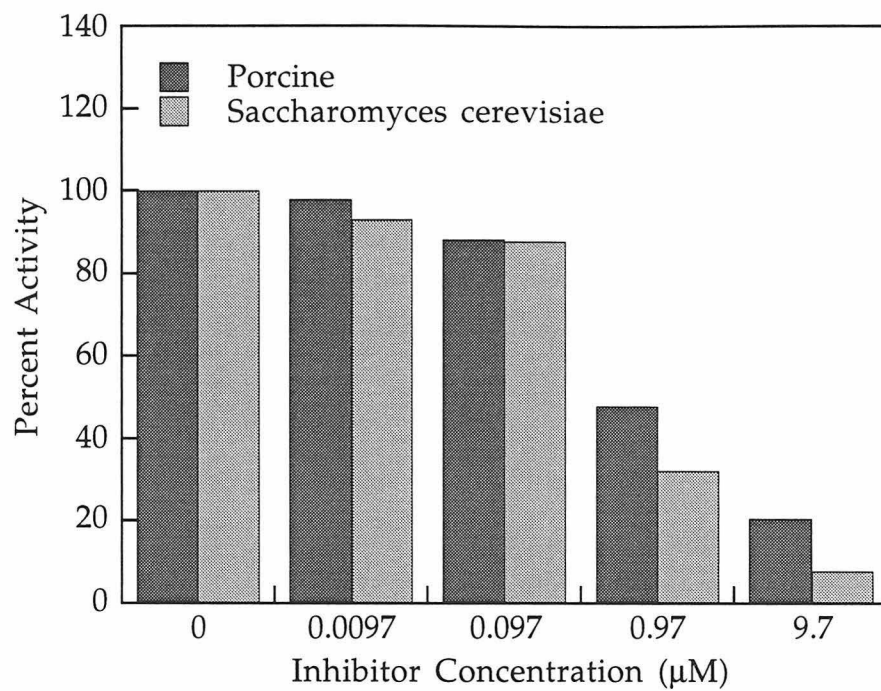 140
120
100
80
60
40
20
0
Percent Activity
Porcine
Saccharomyces cerevisiae
0 0.0097 0.097 0.97 9.7
Inhibitor Concentration (µM)